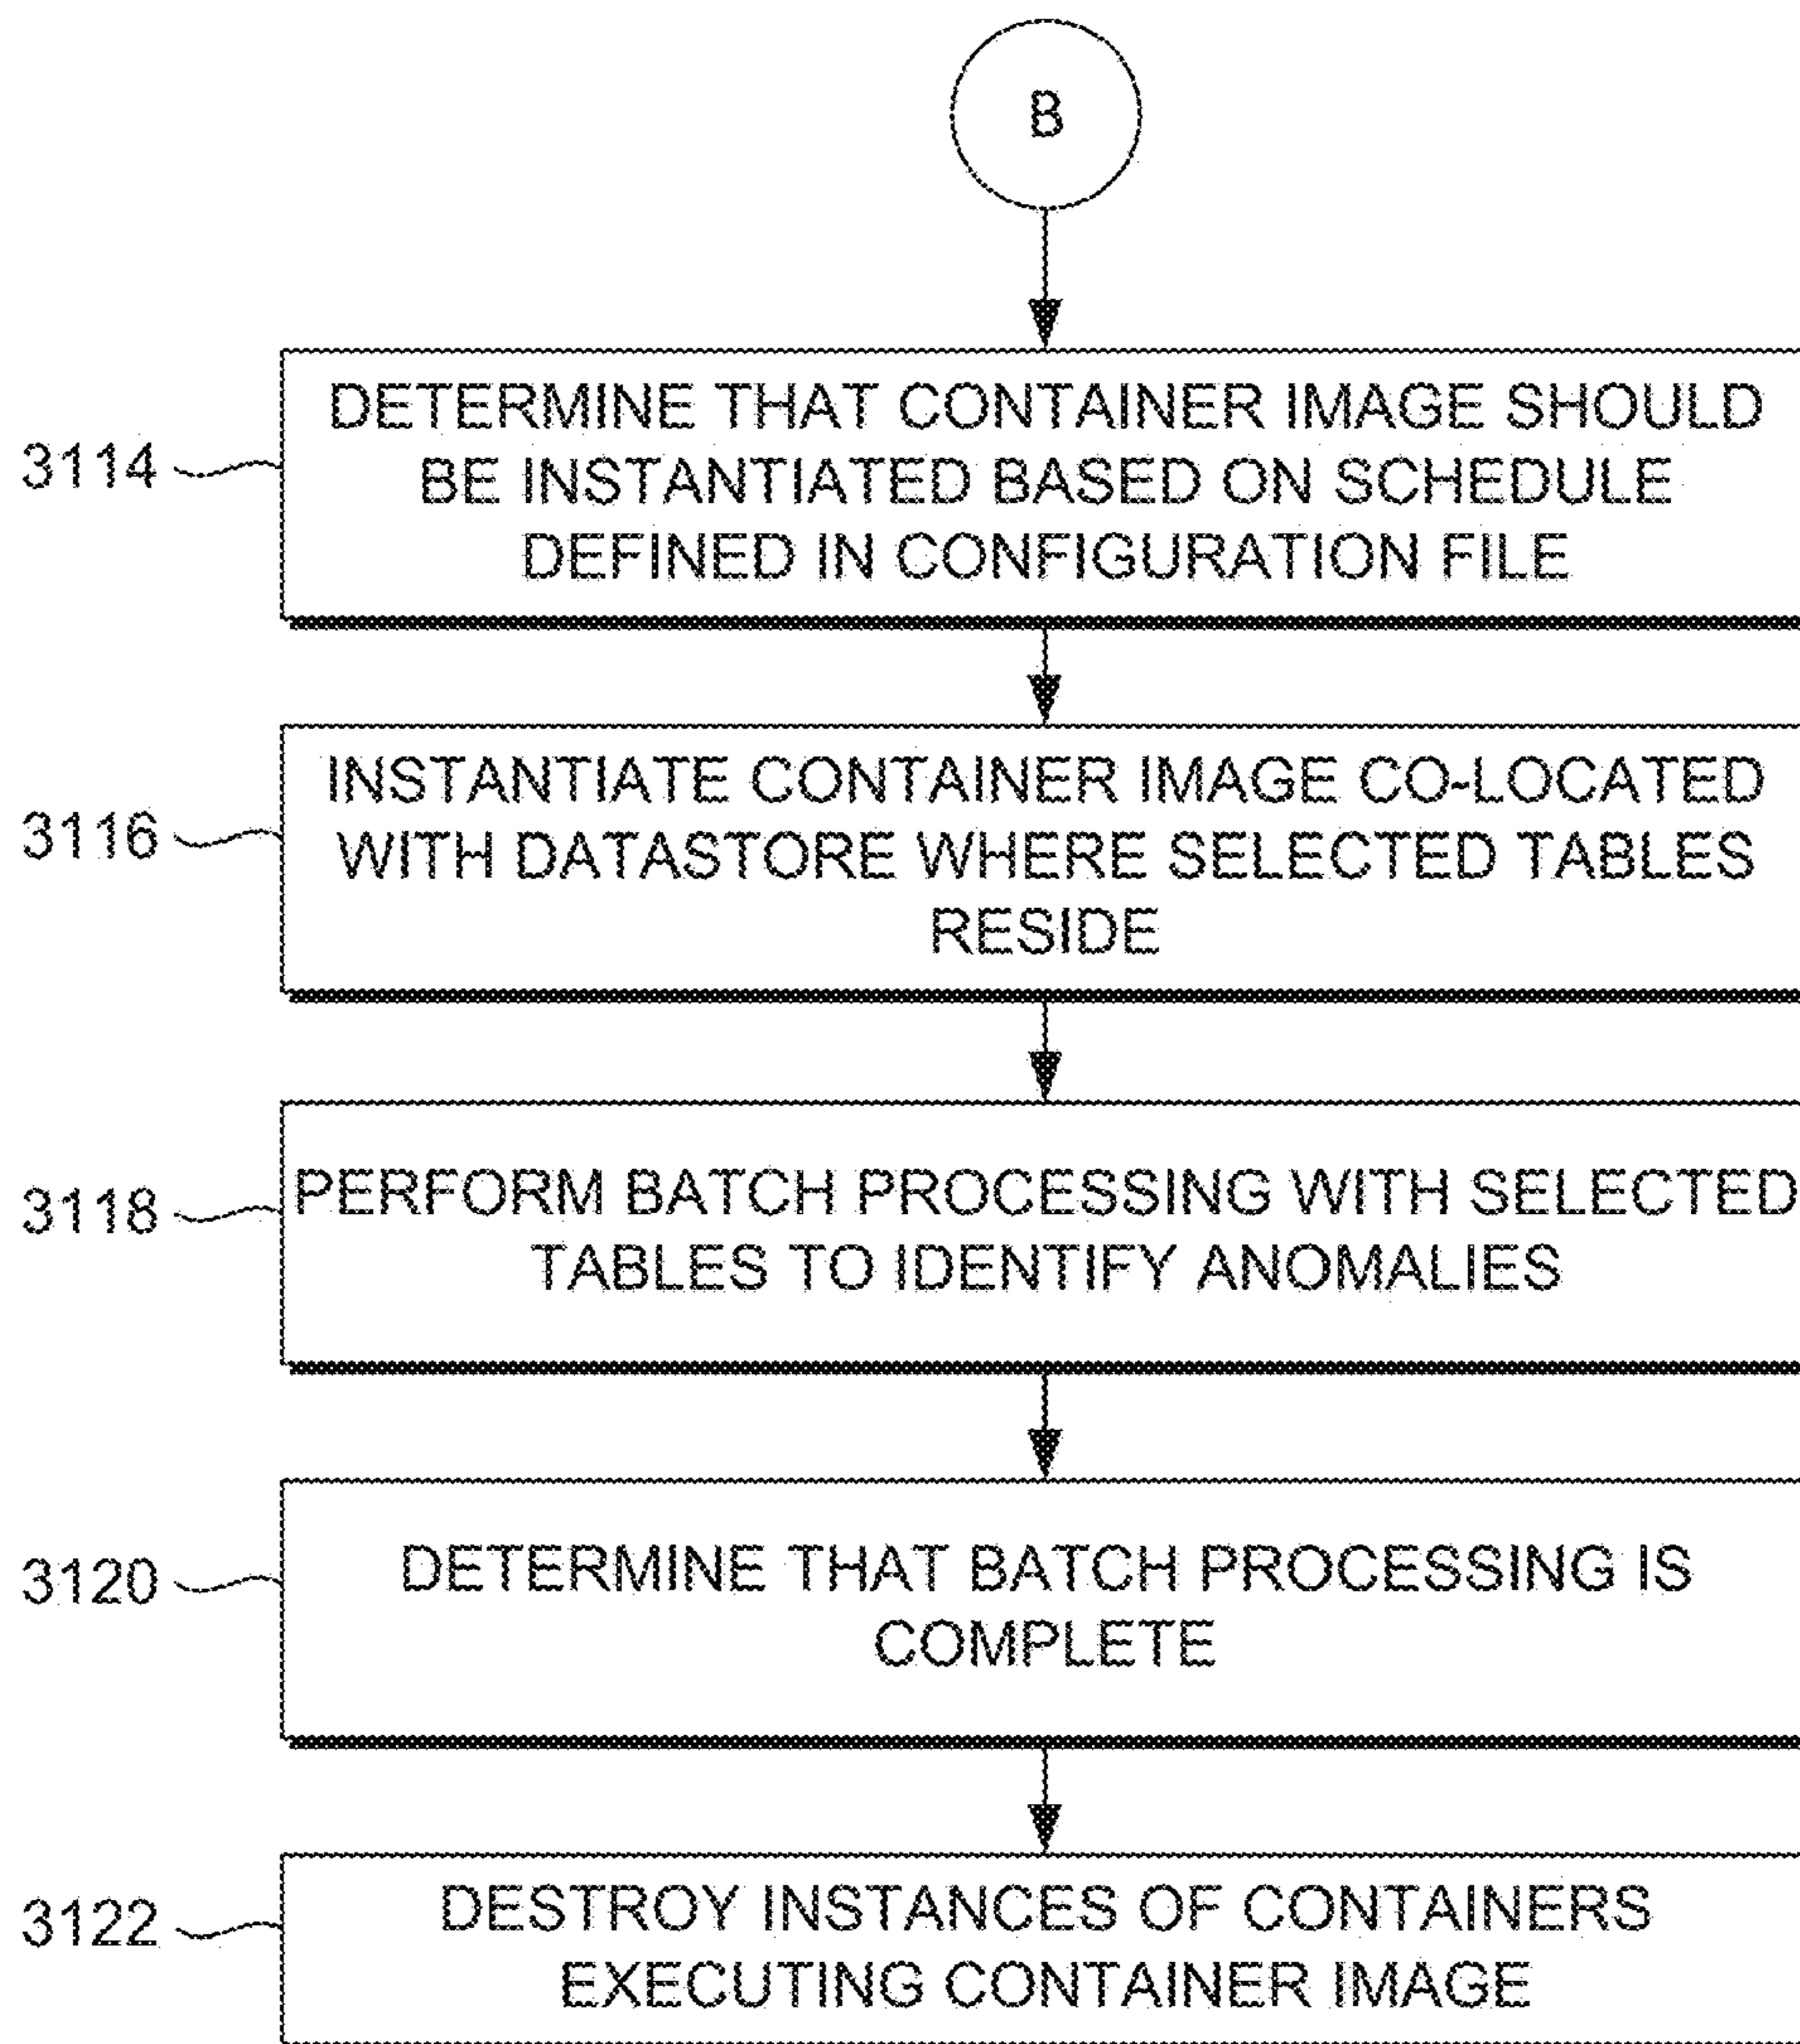 B
3114
DETERMINE THAT CONTAINER IMAGE SHOULD
BE INSTANTIATED BASED ON SCHEDULE
DEFINED IN CONFIGURATION FILE
3116
INSTANTIATE CONTAINER IMAGE CO-LOCATED
WITH DATASTORE WHERE SELECTED TABLES
RESIDE
3118
PERFORM BATCH PROCESSING WITH SELECTED
TABLES TO IDENTIFY ANOMALIES
3120
DETERMINE THAT BATCH PROCESSING IS
COMPLETE
3122
DESTROY INSTANCES OF CONTAINERS
EXECUTING CONTAINER IMAGE